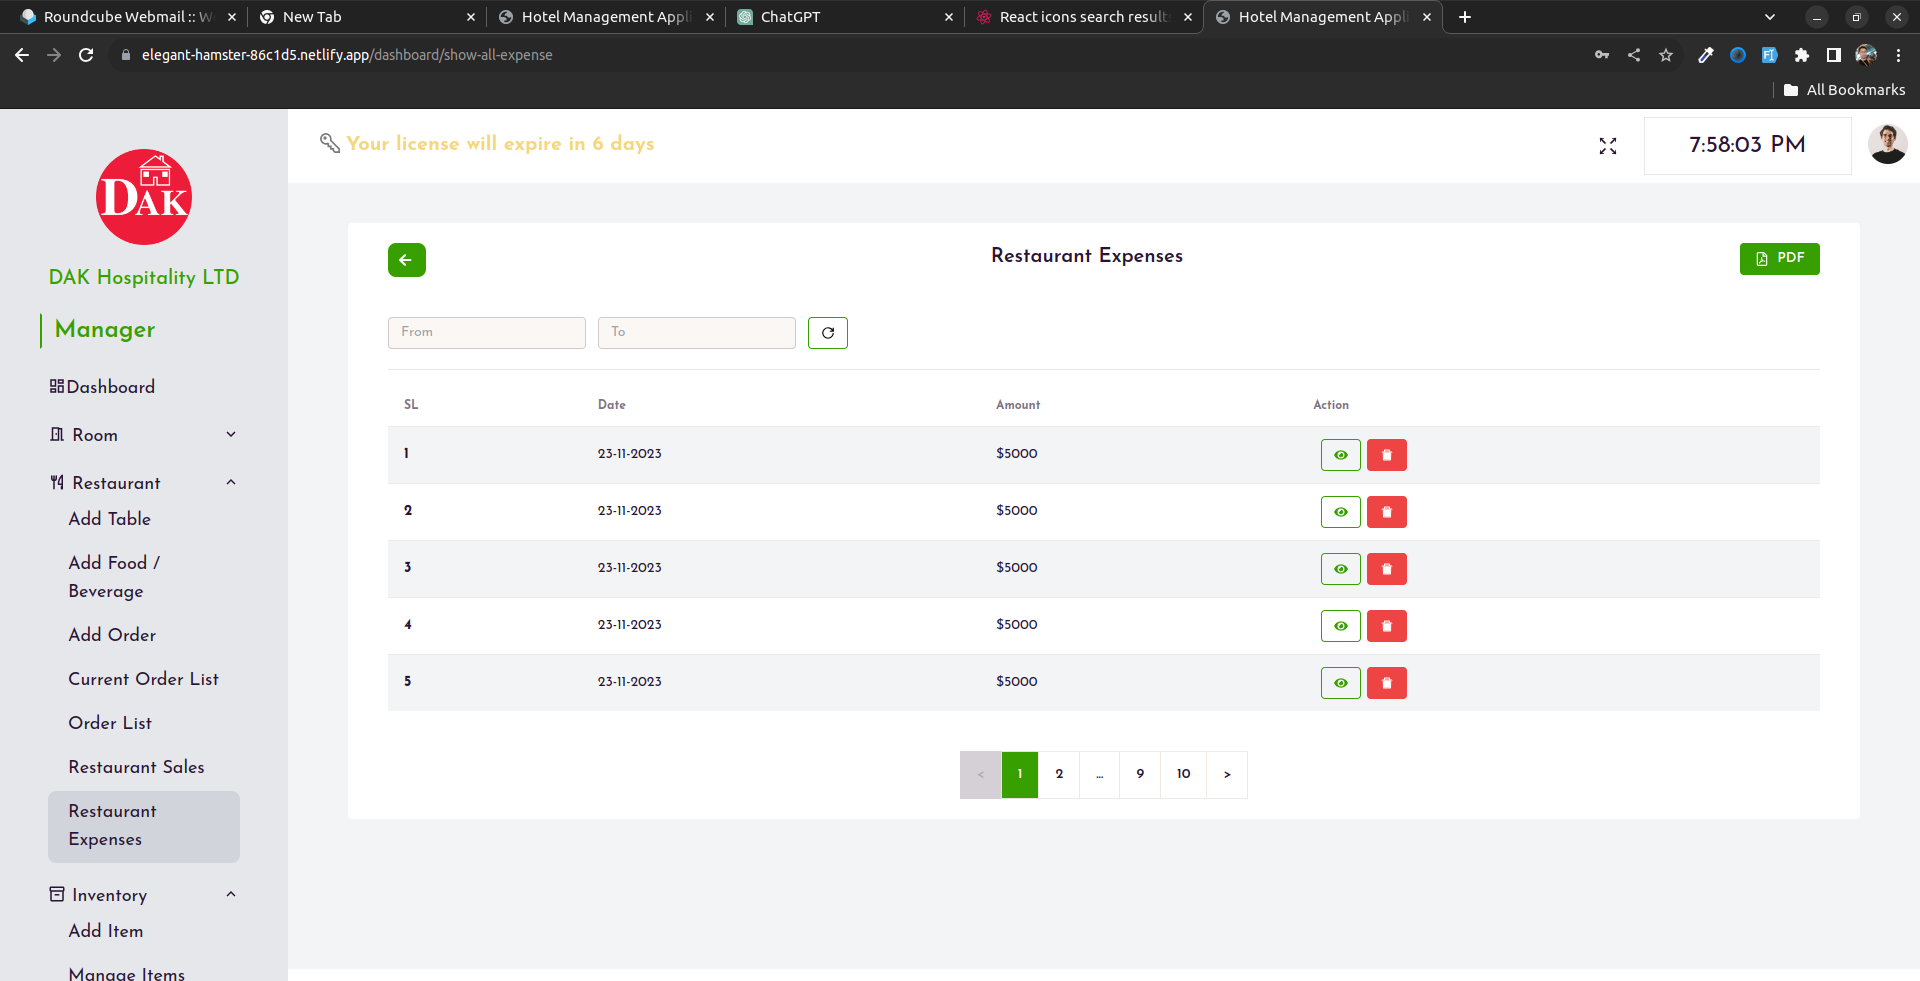 Roundcube Webmail :: W
New Tab
Hotel Management Appli
ChatGPT
React icons search result
Hotel Management Appli
elegant-hamster-86c1d5.netlify.app/dashboard/show-all-expense
All Bookmarks
DAK
DAK Hospitality LTD
Manager
Dashboard
Room
Restaurant
Add Table
Add Food /
Beverage
Add Order
Current Order List
Order List
Restaurant Sales
Restaurant
Expenses
Inventory
Add Item
Manage Items
Your license will expire in 6 days
7:58:03 PM
Restaurant Expenses
PDF
From To
SL Date Amount Action
1 23-11-2023 $5000
2 23-11-2023 $5000
3 23-11-2023 $5000
4 23-11-2023 $5000
5 23-11-2023 $5000
< 1 2 ... 9 10 >